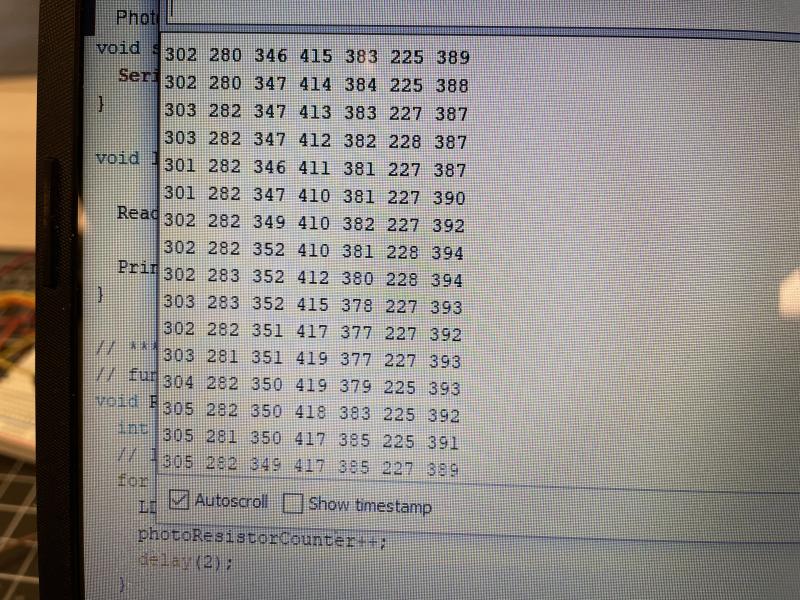 Phot
void s
Seri
}
void l
Read
Prin
}
// ***
// fun
void R
int
// l
for
302 280 346 415 383 225 389
302 280 347 414 384 225 388
303 282 347 413 383 227 387
303 282 347 412 382 228 387
301 282 346 411 381 227 387
301 282 347 410 381 227 390
302 282 349 410 382 227 392
302 282 352 410 381 228 394
302 283 352 412 380 228 394
303 283 352 415 378 227 393
302 282 351 417 377 227 392
303 281 351 419 377 227 393
304 282 350 419 379 225 393
305 282 350 418 383 225 392
305 281 350 417 385 225 391
305 282 349 417 385 227 389
Autoscroll Show timestamp
photoResistorCounter++;
delay(2);
}